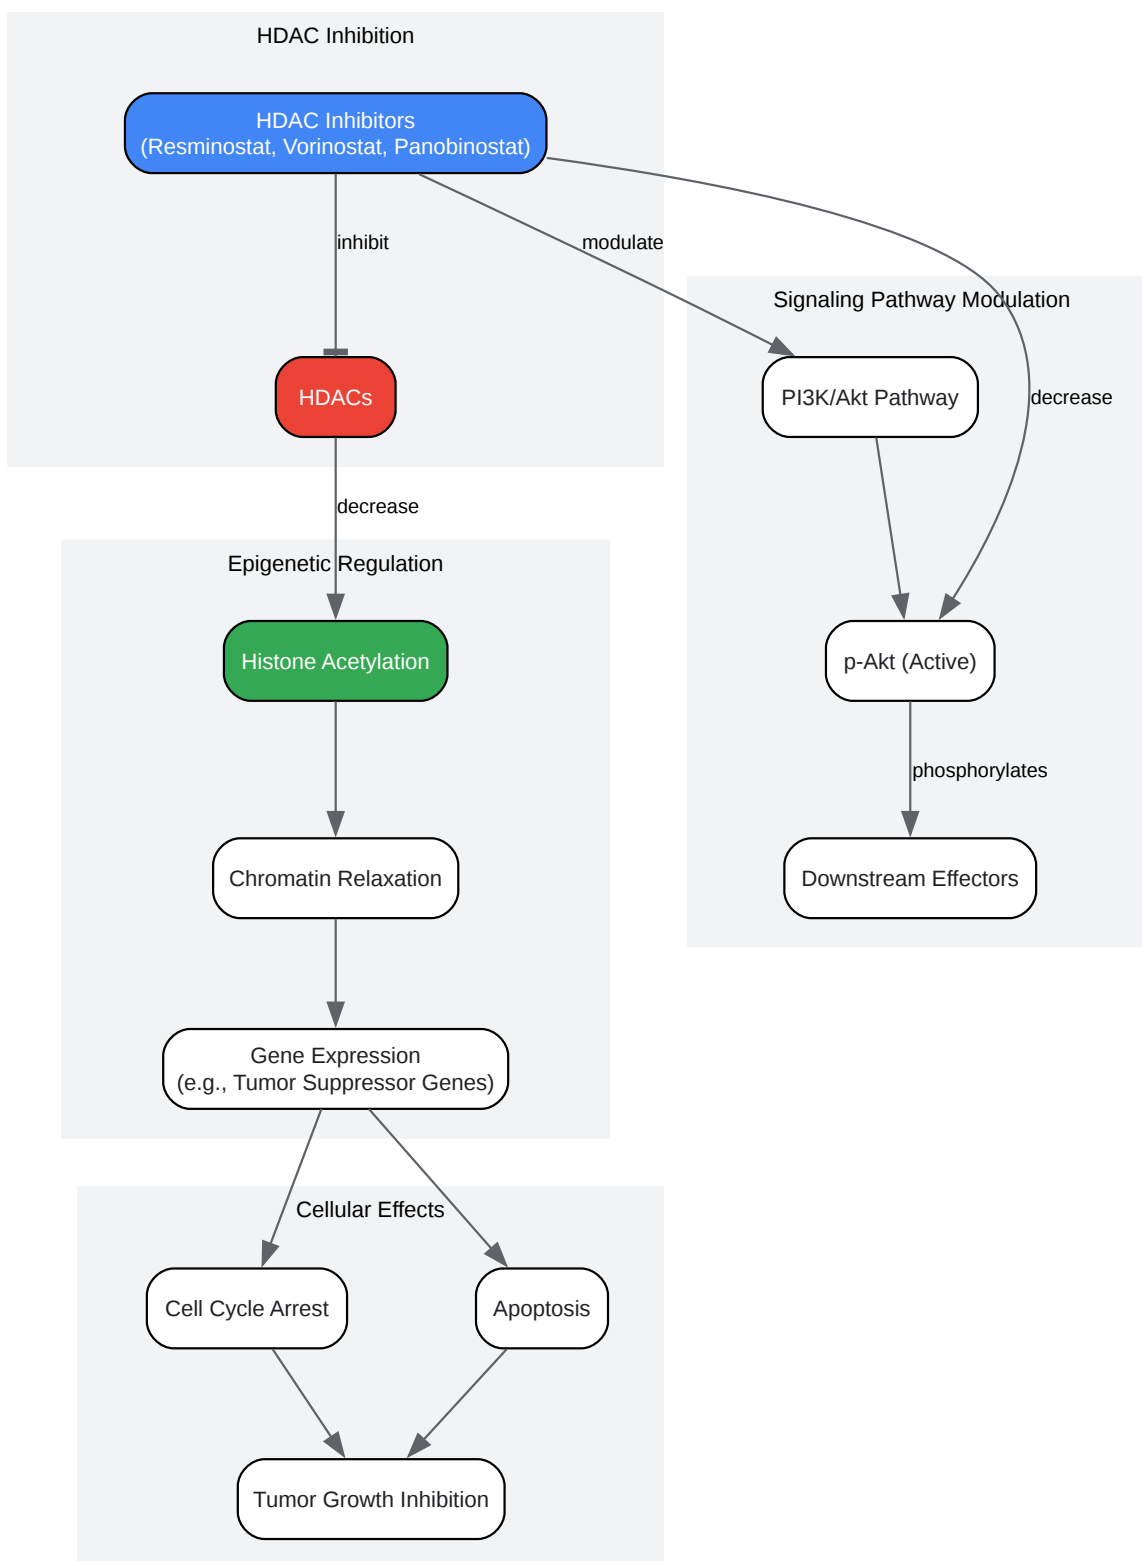 HDAC Inhibition
HDAC Inhibitors
(Resminostat, Vorinostat, Panobinostat)
inhibit
modulate
Signaling Pathway Modulation
HDACs
PI3K/Akt Pathway
decrease
decrease
Epigenetic Regulation
Histone Acetylation
p-Akt (Active)
phosphorylates
Chromatin Relaxation
Downstream Effectors
Gene Expression
(e.g., Tumor Suppressor Genes)
Cellular Effects
Cell Cycle Arrest
Apoptosis
Tumor Growth Inhibition